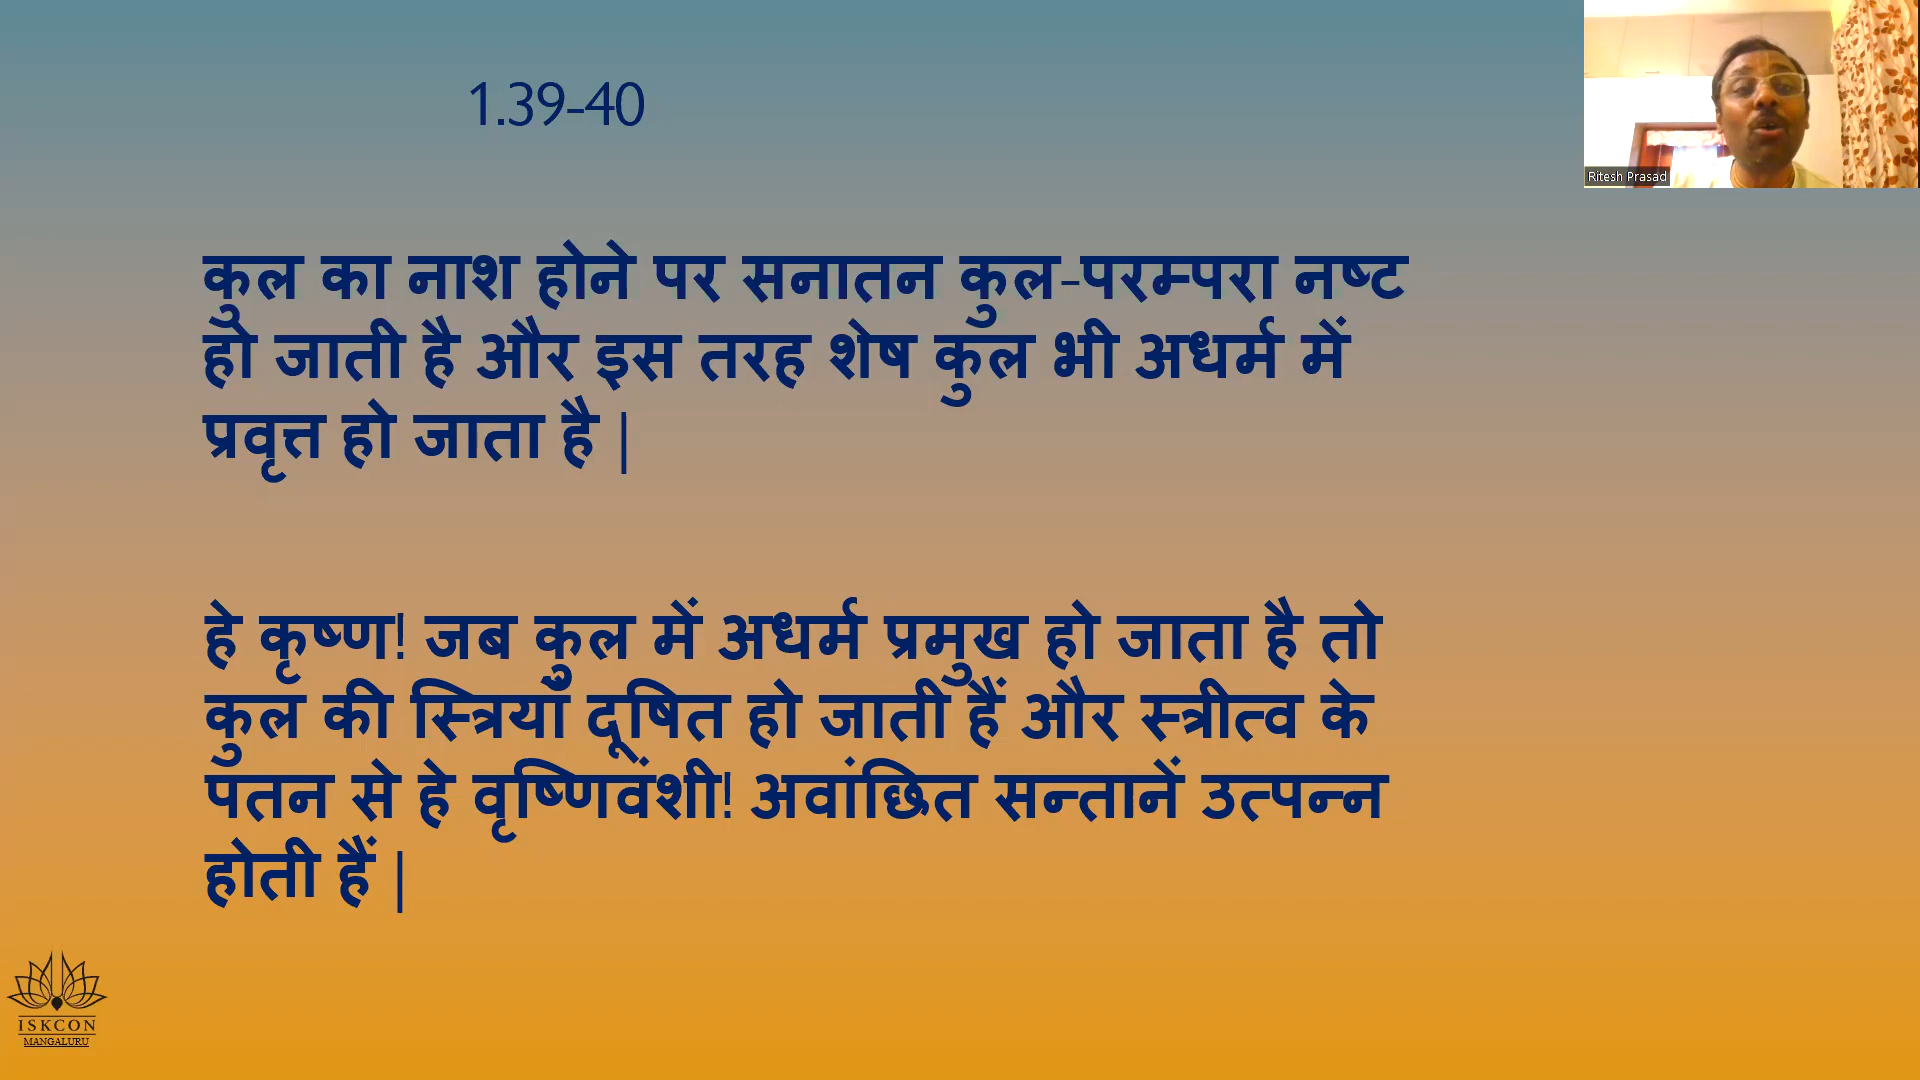 1.39-40
Ritesh Prasad
कुल का नाश होने पर सनातन कुल-परम्परा नष्ट
हो जाती है और इस तरह शेष कुल भी अधर्म में
प्रवृत्त हो जाता है |
हे कृष्ण! जब कुल में अधर्म प्रमुख हो जाता है तो
कुल की स्त्रियाँ दूषित हो जाती हैं और स्त्रीत्व के
पतन से हे वृष्णिवंशी! अवांछित सन्तानें उत्पन्न
होती हैं |
ISKCON
MANGALURU